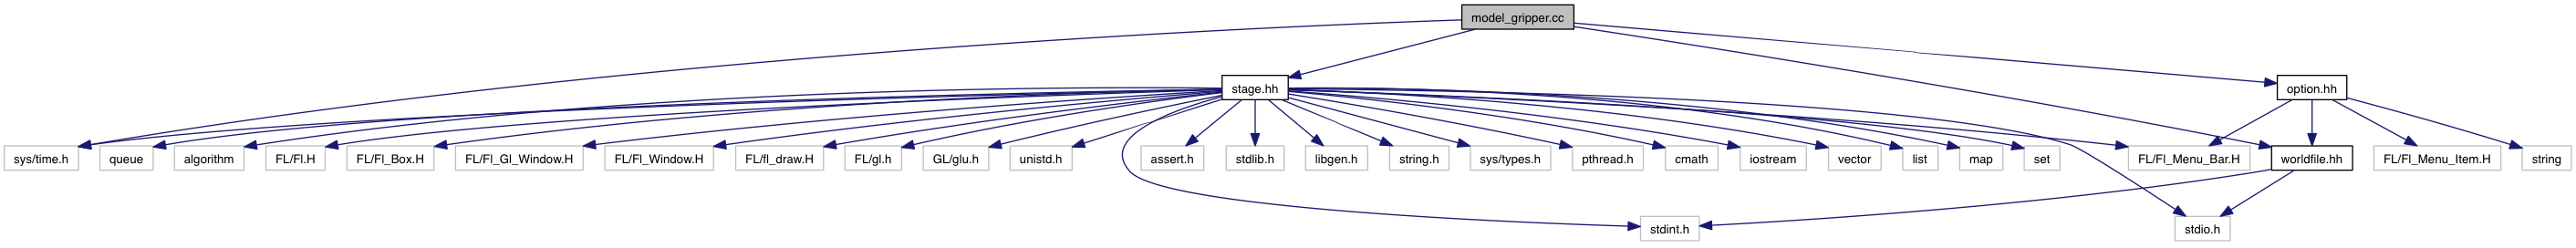 model_gripper.cc
stage.hh
option.hh
sys/time.h
queue
algorithm
FL/Fl.H
FL/Fl_Box.H
FL/Fl_Gl_Window.H
FL/Fl_Window.H
FL/fl_draw.H
FL/gl.h
GL/glu.h
unistd.h
assert.h
stdlib.h
libgen.h
string.h
sys/types.h
pthread.h
cmath
iostream
vector
list
map
set
FL/Fl_Menu_Bar.H
worldfile.hh
FL/Fl_Menu_Item.H
string
stdint.h
stdio.h